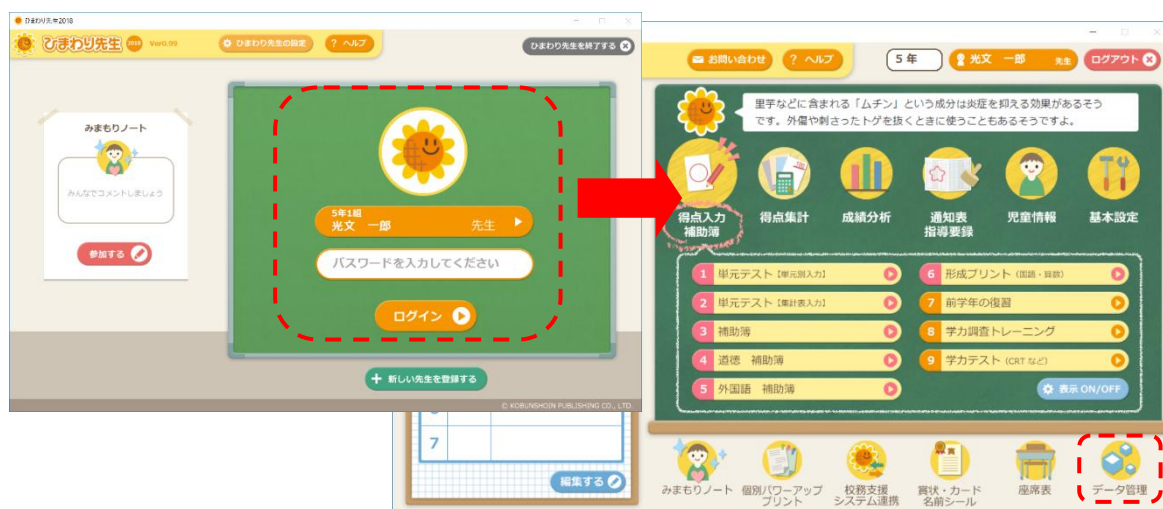 ひまわり先生2018
ひまわり先生 2018 Ver0.99
ひまわり先生の設定
? ヘルプ
ひまわり先生を終了する
みまもりノート
みんなでコメントしましょう
参加する
5年1組
光文 一郎 先生
パスワードを入力してください
ログイン
新しい先生を登録する
© KOBUNSHOIN PUBLISHING CO., LTD.
お問い合わせ
? ヘルプ
5 年
光文 一郎 先生
ログアウト
里芋などに含まれる「ムチン」という成分は炎症を抑える効果があるそう
です。外傷や刺さったトゲを抜くときに使うこともあるそうですよ。
得点入力
補助簿
得点集計
成績分析
通知表
指導要録
児童情報
基本設定
1 単元テスト【単元別入力】
2 単元テスト【集計表入力】
3 補助簿
4 道徳 補助簿
5 外国語 補助簿
6 形成プリント（国語・算数）
7 前学年の復習
8 学力調査トレーニング
9 学力テスト（CRT など）
表示 ON/OFF
7
編集する
みまもりノート
個別パワーアップ
プリント
校務支援
システム連携
賞状・カード
名前シール
座席表
データ管理